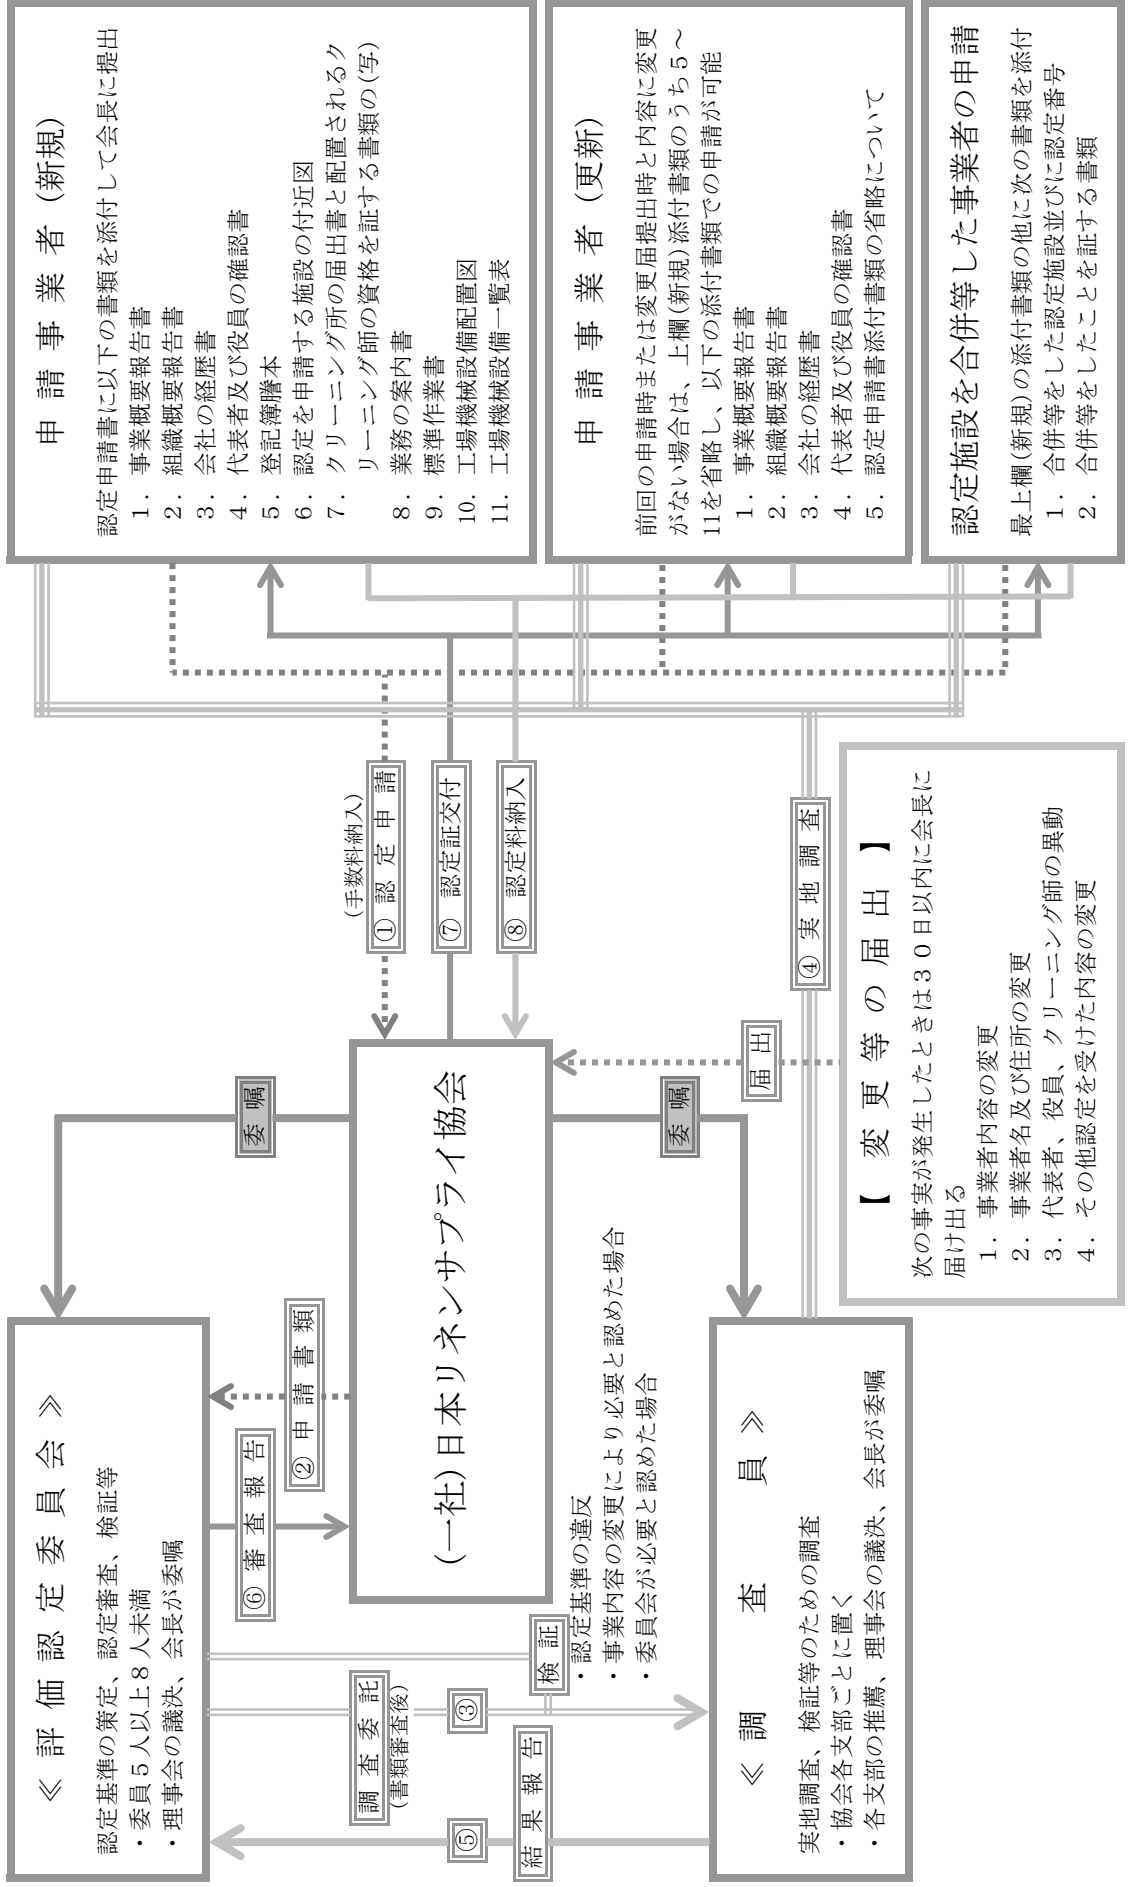 ≪ 評 価 認 定 委 員 会 ≫
認定基準の策定、認定審査、検証等
・委員５人以上８人未満
・理事会の議決、会長が委嘱
委 嘱
⑥ 審 査 報 告
② 申 請 書 類
調 査 委 託
(書類審査後)
③
⑤
結 果 報 告
検 証
・認定基準の違反
・事業内容の変更により必要と認めた場合
・委員会が必要と認めた場合
(一社)日本リネンサプライ協会
委 嘱
≪ 調 査 員 ≫
実地調査、検証等のための調査
・協会各支部ごとに置く
・各支部の推薦、理事会の議決、会長が委嘱
(手数料納入)
① 認 定 申 請
⑦ 認定証交付
⑧ 認定料納入
④ 実 地 調 査
届 出
【 変 更 等 の 届 出 】
次の事実が発生したときは３０日以内に会長に
届け出る
１．事業者内容の変更
２．事業者名及び住所の変更
３．代表者、役員、クリーニング師の異動
４．その他認定を受けた内容の変更
申 請 事 業 者 (新規)
認定申請書に以下の書類を添付して会長に提出
１．事業概要報告書
２．組織概要報告書
３．会社の経歴書
４．代表者及び役員の確認書
５．登記簿謄本
６．認定を申請する施設の付近図
７．クリーニング所の届出書と配置されるク
リーニング師の資格を証する書類の(写)
８．業務の案内書
９．標準作業書
10．工場機械設備配置図
11．工場機械設備一覧表
申 請 事 業 者 (更新)
前回の申請時または変更届提出時と内容に変更
がない場合は、上欄(新規)添付書類のうち５～
11を省略し、以下の添付書類での申請が可能
１．事業概要報告書
２．組織概要報告書
３．会社の経歴書
４．代表者及び役員の確認書
５．認定申請書添付書類の省略について
認定施設を合併等した事業者の申請
最上欄(新規)の添付書類の他に次の書類を添付
１．合併等をした認定施設並びに認定番号
２．合併等をしたことを証する書類